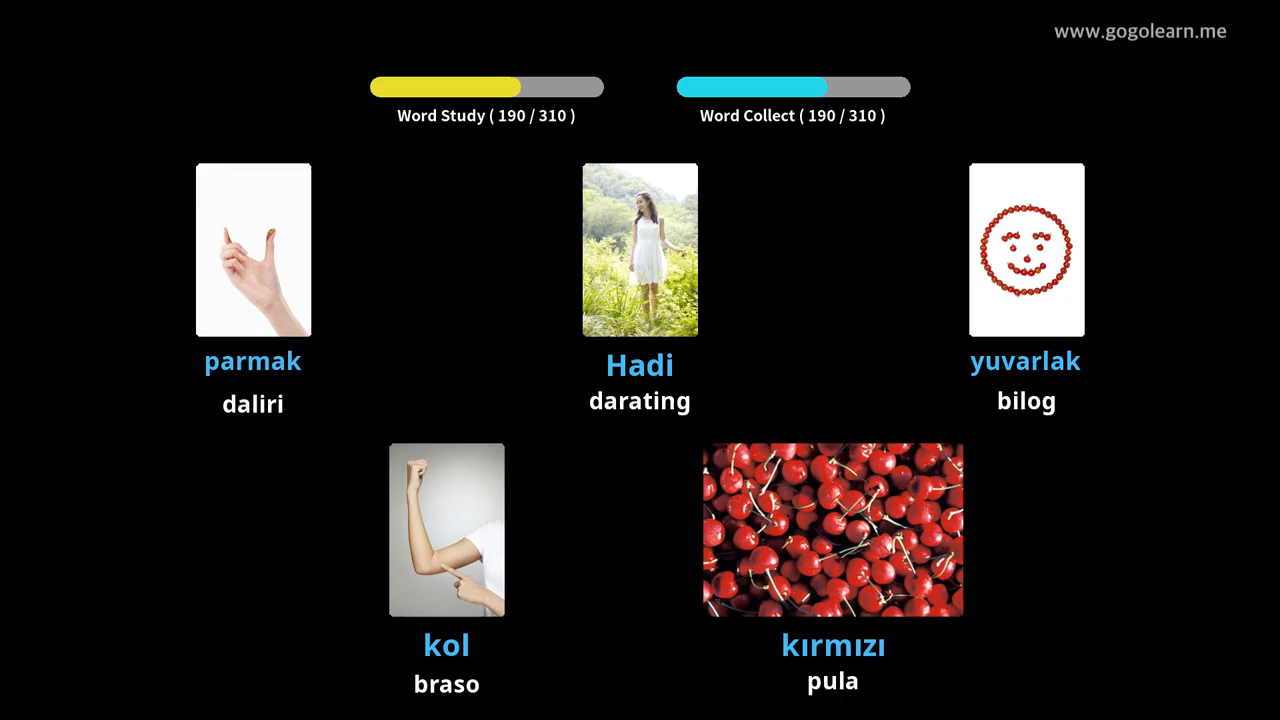 www.gogolearn.me
Word Study ( 190 / 310 )
Word Collect ( 190 / 310 )
parmak
daliri
Hadi
darating
yuvarlak
bilog
kol
braso
kırmızı
pula